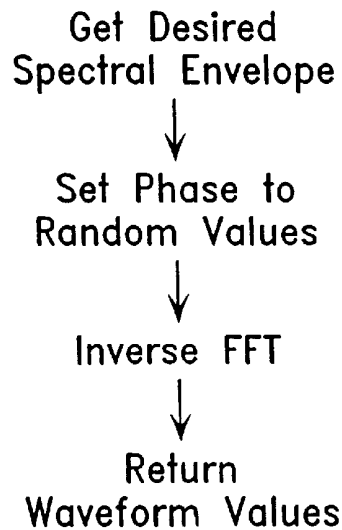 Get Desired
Spectral Envelope
Set Phase to
Random Values
Inverse FFT
Return
Waveform Values